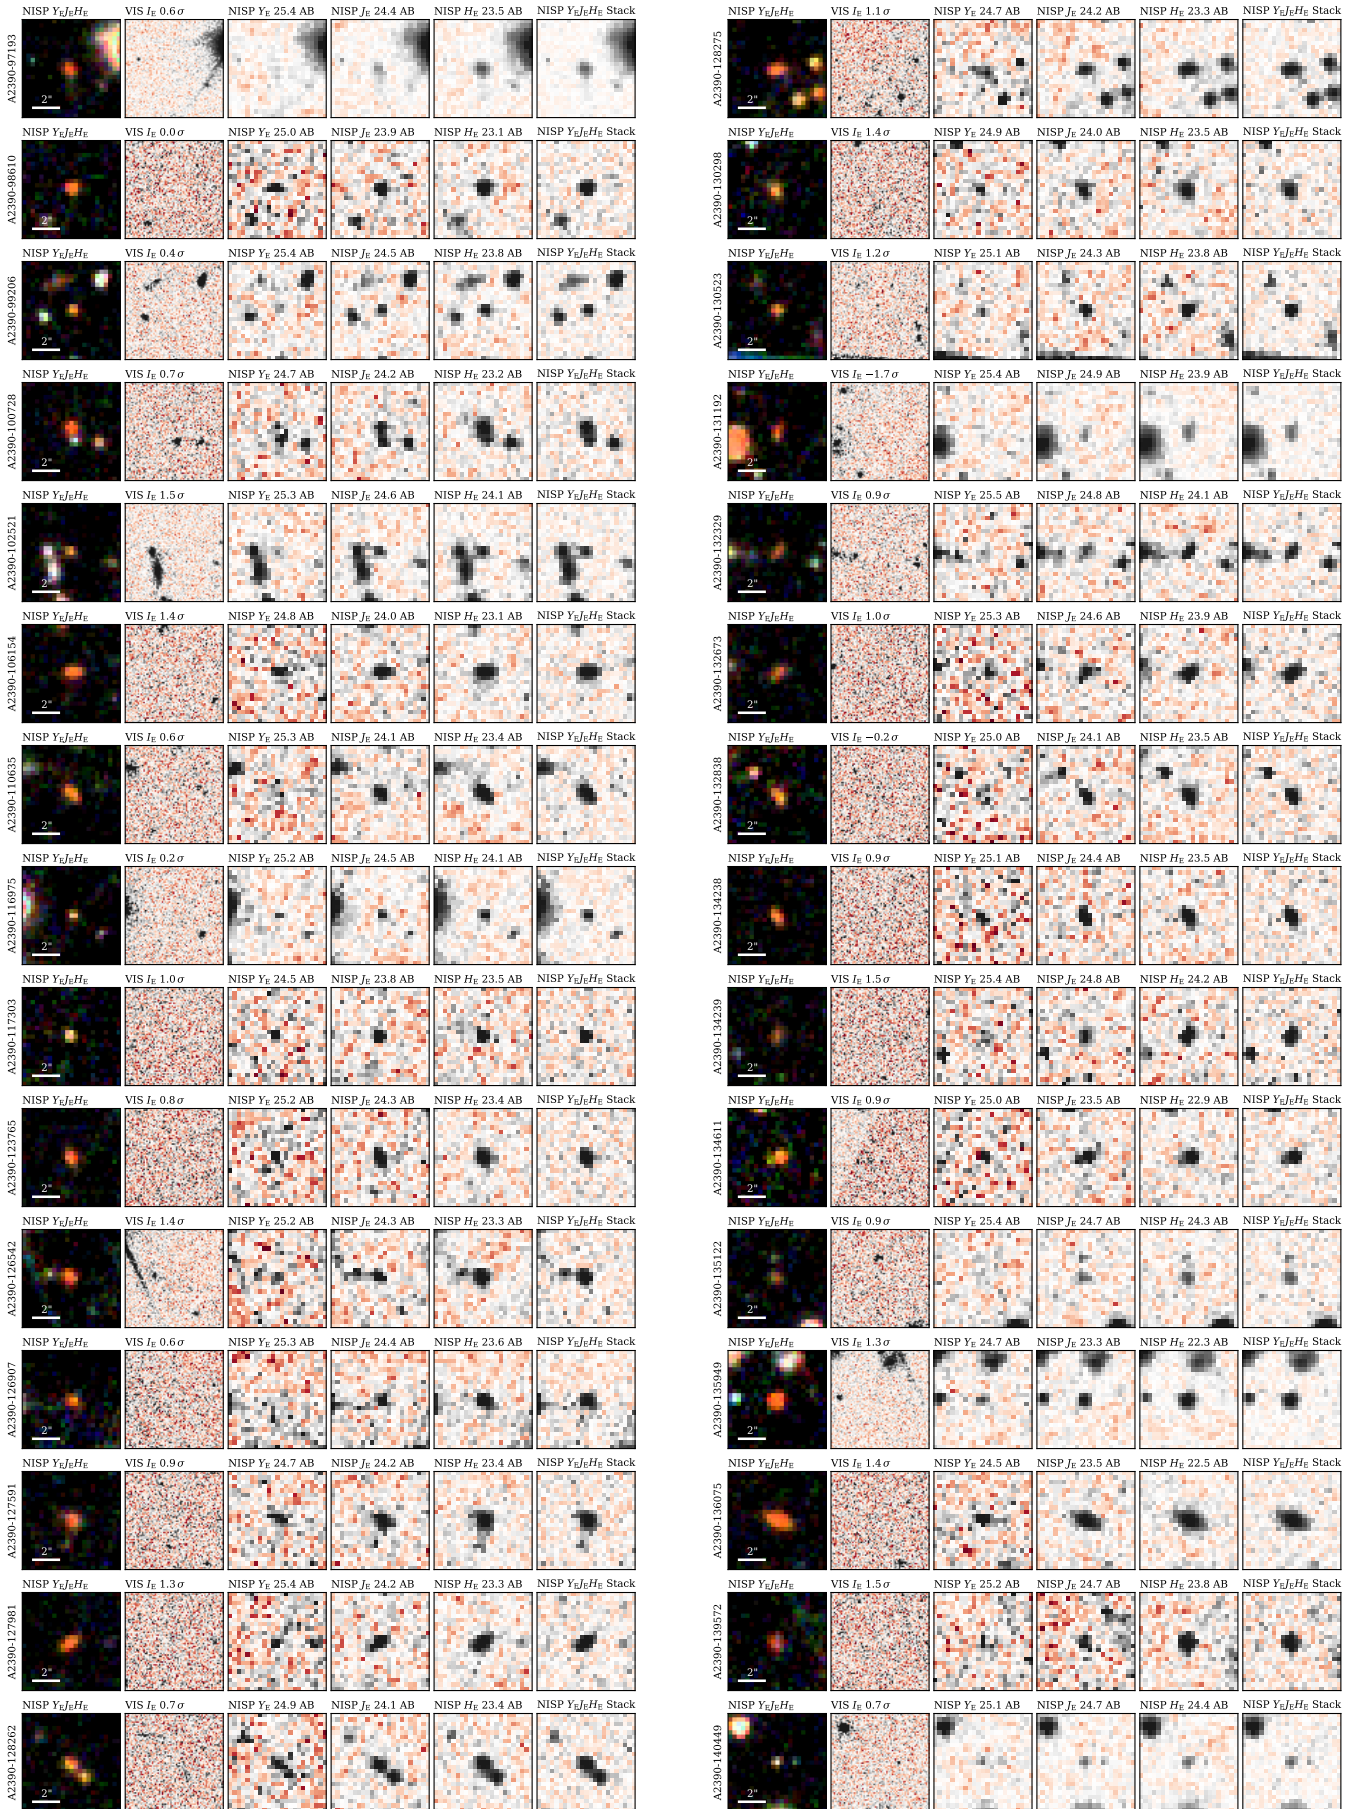 NISP YEJEHE VIS IE 0.6 σ NISP YE 25.4 AB NISP JE 24.4 AB NISP HE 23.5 AB NISP YEJEHE Stack
A2390-97193
2"
NISP YEJEHE VIS IE 0.0 σ NISP YE 25.0 AB NISP JE 23.9 AB NISP HE 23.1 AB NISP YEJEHE Stack
A2390-98610
2"
NISP YEJEHE VIS IE 0.4 σ NISP YE 25.4 AB NISP JE 24.5 AB NISP HE 23.8 AB NISP YEJEHE Stack
A2390-99206
2"
NISP YEJEHE VIS IE 0.7 σ NISP YE 24.7 AB NISP JE 24.2 AB NISP HE 23.2 AB NISP YEJEHE Stack
A2390-100728
2"
NISP YEJEHE VIS IE 1.5 σ NISP YE 25.3 AB NISP JE 24.6 AB NISP HE 24.1 AB NISP YEJEHE Stack
A2390-102521
2"
NISP YEJEHE VIS IE 1.4 σ NISP YE 24.8 AB NISP JE 24.0 AB NISP HE 23.1 AB NISP YEJEHE Stack
A2390-106154
2"
NISP YEJEHE VIS IE 0.6 σ NISP YE 25.3 AB NISP JE 24.1 AB NISP HE 23.4 AB NISP YEJEHE Stack
A2390-110635
2"
NISP YEJEHE VIS IE 0.2 σ NISP YE 25.2 AB NISP JE 24.5 AB NISP HE 24.1 AB NISP YEJEHE Stack
A2390-116975
2"
NISP YEJEHE VIS IE 1.0 σ NISP YE 24.5 AB NISP JE 23.8 AB NISP HE 23.5 AB NISP YEJEHE Stack
A2390-117303
2"
NISP YEJEHE VIS IE 0.8 σ NISP YE 25.2 AB NISP JE 24.3 AB NISP HE 23.4 AB NISP YEJEHE Stack
A2390-123765
2"
NISP YEJEHE VIS IE 1.4 σ NISP YE 25.2 AB NISP JE 24.3 AB NISP HE 23.3 AB NISP YEJEHE Stack
A2390-126542
2"
NISP YEJEHE VIS IE 0.6 σ NISP YE 25.3 AB NISP JE 24.4 AB NISP HE 23.6 AB NISP YEJEHE Stack
A2390-126907
2"
NISP YEJEHE VIS IE 0.9 σ NISP YE 24.7 AB NISP JE 24.2 AB NISP HE 23.4 AB NISP YEJEHE Stack
A2390-127591
2"
NISP YEJEHE VIS IE 1.3 σ NISP YE 25.4 AB NISP JE 24.2 AB NISP HE 23.3 AB NISP YEJEHE Stack
A2390-127981
2"
NISP YEJEHE VIS IE 0.7 σ NISP YE 24.9 AB NISP JE 24.1 AB NISP HE 23.4 AB NISP YEJEHE Stack
A2390-128262
2"
NISP YEJEHE VIS IE 1.1 σ NISP YE 24.7 AB NISP JE 24.2 AB NISP HE 23.3 AB NISP YEJEHE Stack
A2390-128275
2"
NISP YEJEHE VIS IE 1.4 σ NISP YE 24.9 AB NISP JE 24.0 AB NISP HE 23.5 AB NISP YEJEHE Stack
A2390-130298
2"
NISP YEJEHE VIS IE 1.2 σ NISP YE 25.1 AB NISP JE 24.3 AB NISP HE 23.8 AB NISP YEJEHE Stack
A2390-130523
2"
NISP YEJEHE VIS IE −1.7 σ NISP YE 25.4 AB NISP JE 24.9 AB NISP HE 23.9 AB NISP YEJEHE Stack
A2390-131192
2"
NISP YEJEHE VIS IE 0.9 σ NISP YE 25.5 AB NISP JE 24.8 AB NISP HE 24.1 AB NISP YEJEHE Stack
A2390-132329
2"
NISP YEJEHE VIS IE 1.0 σ NISP YE 25.3 AB NISP JE 24.6 AB NISP HE 23.9 AB NISP YEJEHE Stack
A2390-132673
2"
NISP YEJEHE VIS IE −0.2 σ NISP YE 25.0 AB NISP JE 24.1 AB NISP HE 23.5 AB NISP YEJEHE Stack
A2390-132838
2"
NISP YEJEHE VIS IE 0.9 σ NISP YE 25.1 AB NISP JE 24.4 AB NISP HE 23.5 AB NISP YEJEHE Stack
A2390-134238
2"
NISP YEJEHE VIS IE 1.5 σ NISP YE 25.4 AB NISP JE 24.8 AB NISP HE 24.2 AB NISP YEJEHE Stack
A2390-134239
2"
NISP YEJEHE VIS IE 0.9 σ NISP YE 25.0 AB NISP JE 23.5 AB NISP HE 22.9 AB NISP YEJEHE Stack
A2390-134611
2"
NISP YEJEHE VIS IE 0.9 σ NISP YE 25.4 AB NISP JE 24.7 AB NISP HE 24.3 AB NISP YEJEHE Stack
A2390-135122
2"
NISP YEJEHE VIS IE 1.3 σ NISP YE 24.7 AB NISP JE 23.3 AB NISP HE 22.3 AB NISP YEJEHE Stack
A2390-135949
2"
NISP YEJEHE VIS IE 1.4 σ NISP YE 24.5 AB NISP JE 23.5 AB NISP HE 22.5 AB NISP YEJEHE Stack
A2390-136075
2"
NISP YEJEHE VIS IE 1.5 σ NISP YE 25.2 AB NISP JE 24.7 AB NISP HE 23.8 AB NISP YEJEHE Stack
A2390-139572
2"
NISP YEJEHE VIS IE 0.7 σ NISP YE 25.1 AB NISP JE 24.7 AB NISP HE 24.4 AB NISP YEJEHE Stack
A2390-140449
2"